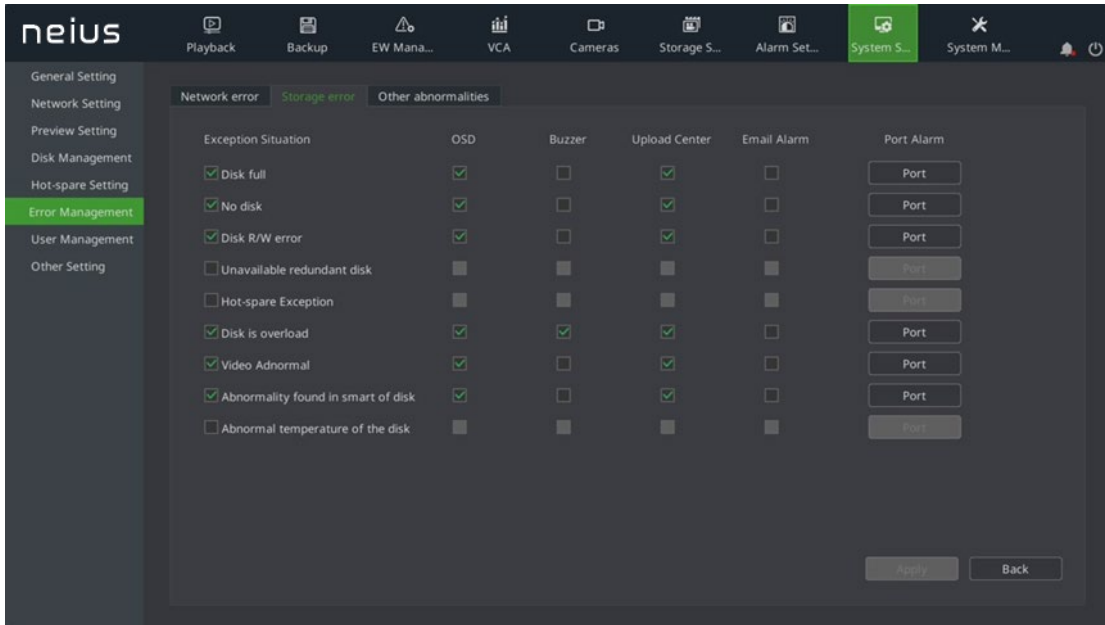 neius
Playback Backup EW Mana... VCA Cameras Storage S... Alarm Set... System S... System M...
General Setting
Network Setting
Preview Setting
Disk Management
Hot-spare Setting
Error Management
User Management
Other Setting
Network error Storage error Other abnormalities
Exception Situation OSD Buzzer Upload Center Email Alarm Port Alarm
Disk full Port
No disk Port
Disk R/W error Port
Unavailable redundant disk Port
Hot-spare Exception Port
Disk is overload Port
Video Adnormal Port
Abnormality found in smart of disk Port
Abnormal temperature of the disk Port
Apply Back